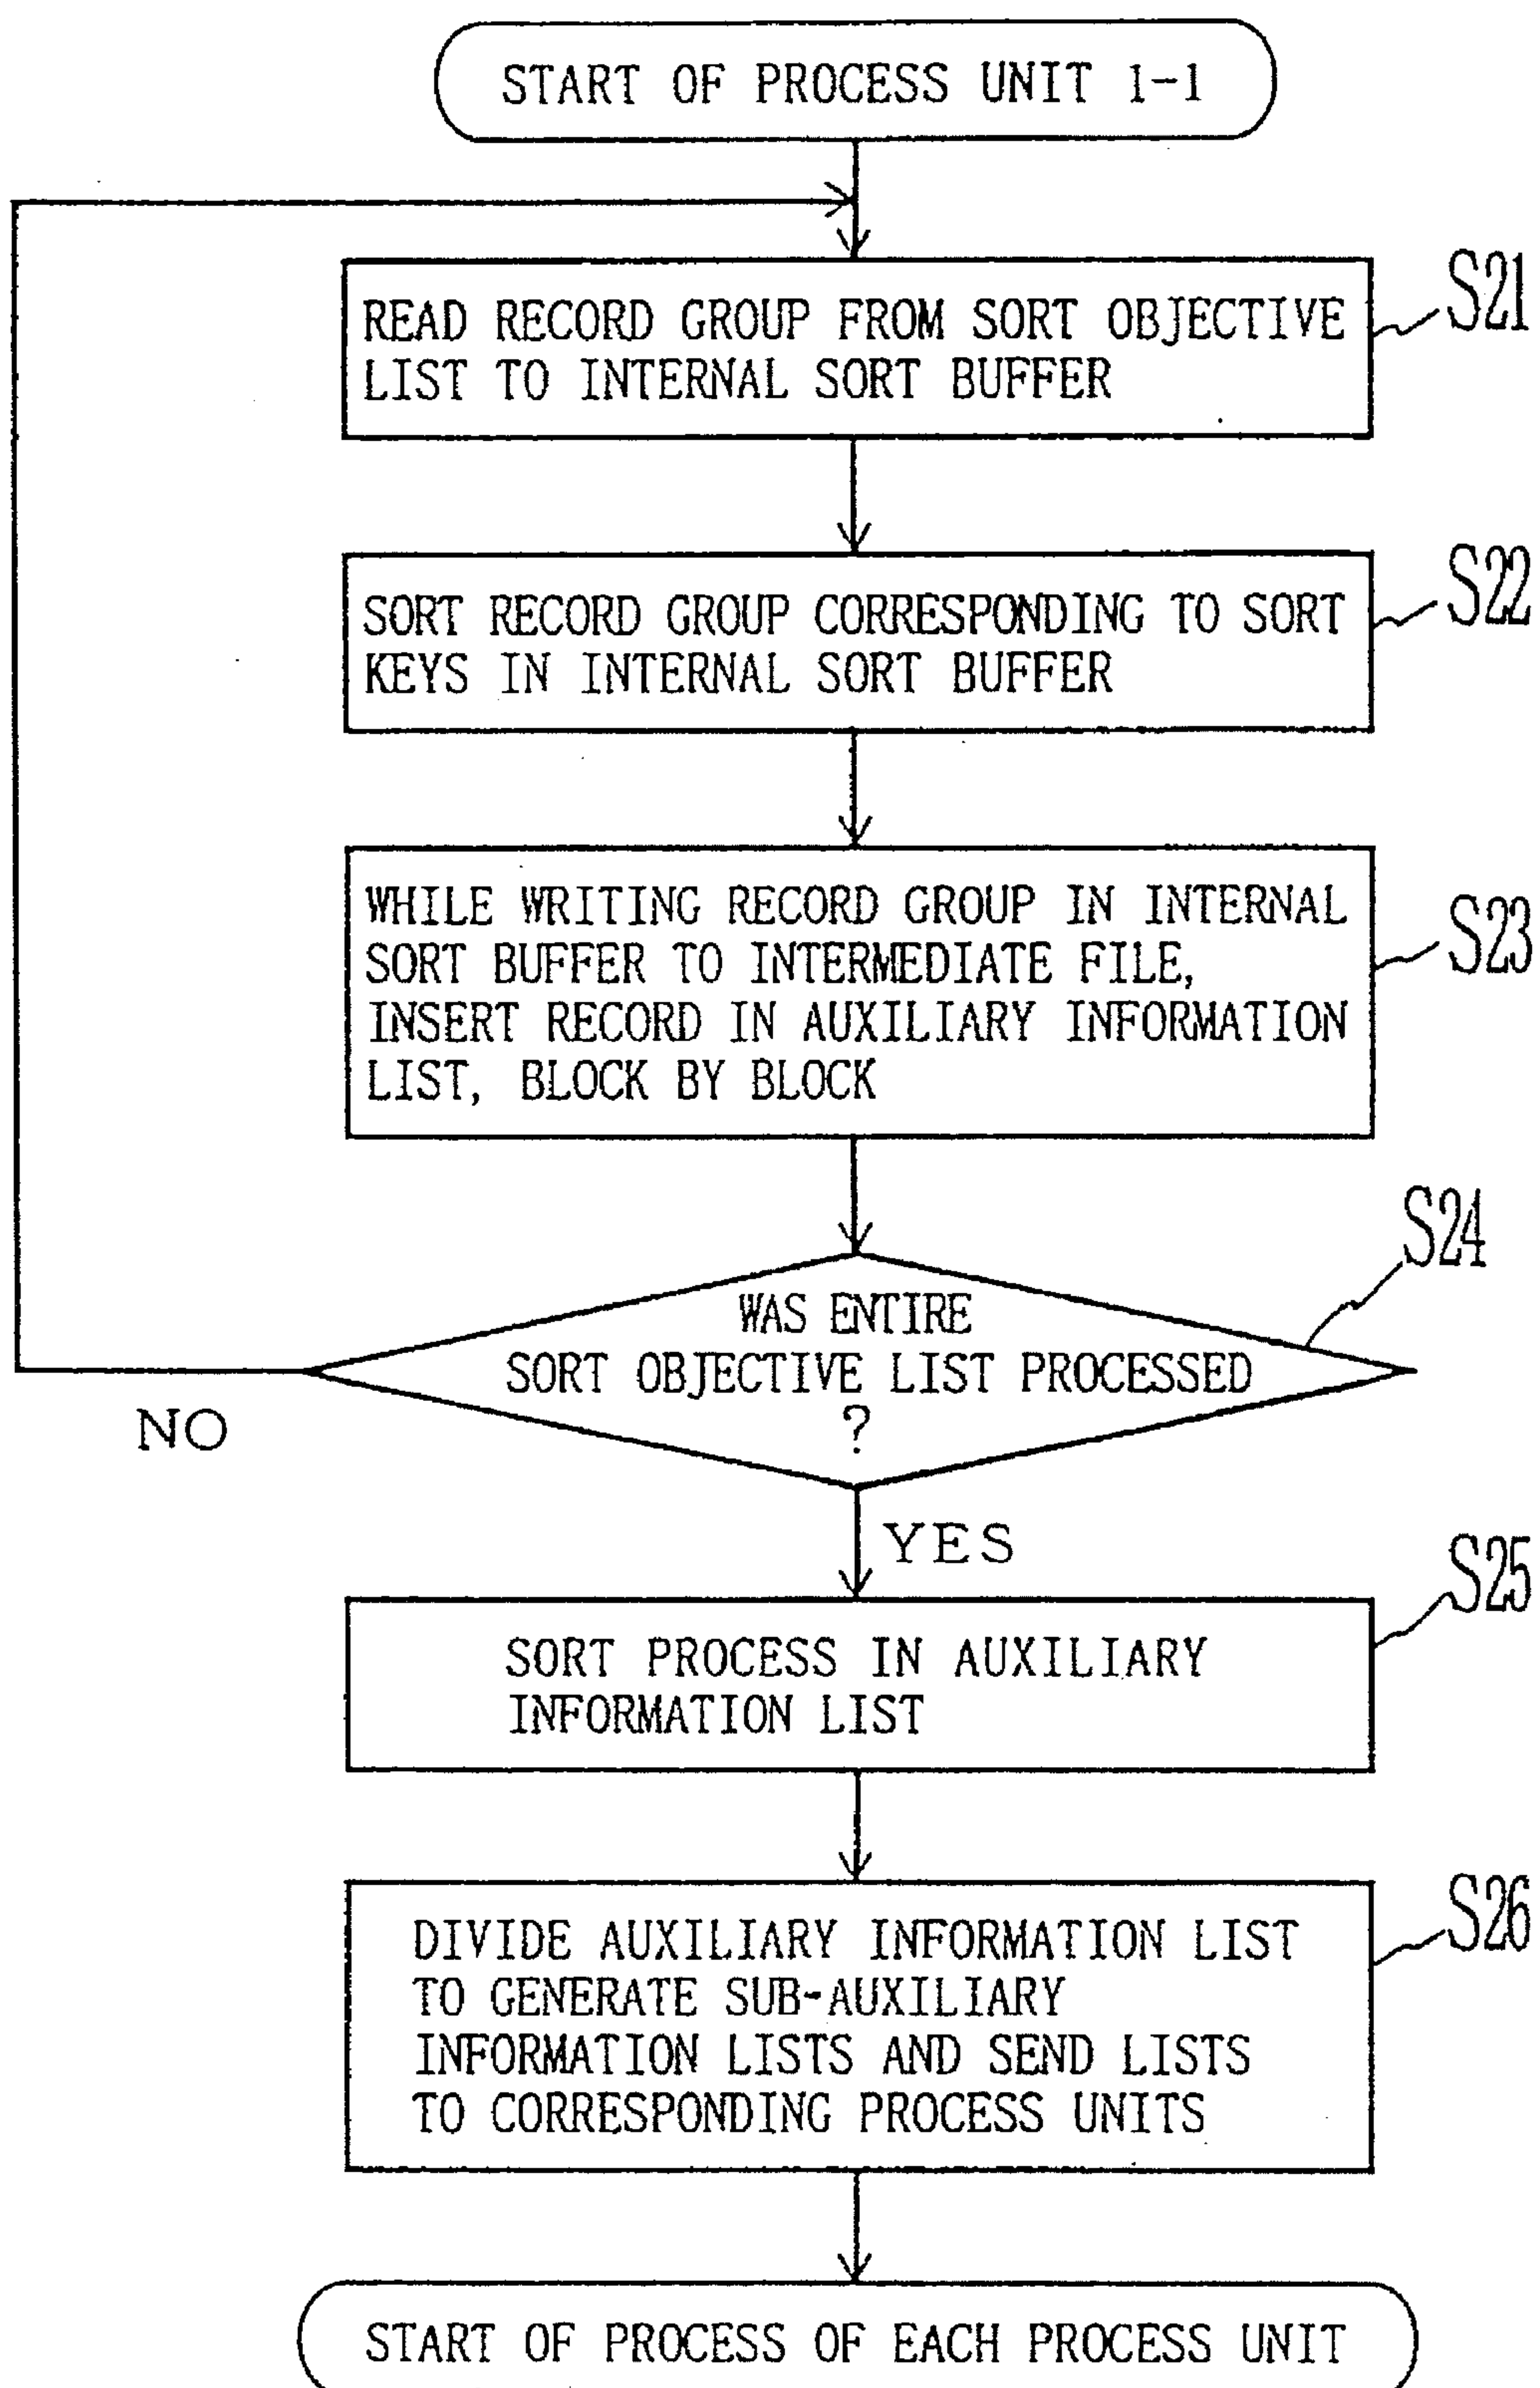 START OF PROCESS UNIT 1-1
READ RECORD GROUP FROM SORT OBJECTIVE
LIST TO INTERNAL SORT BUFFER
S21
SORT RECORD GROUP CORRESPONDING TO SORT
KEYS IN INTERNAL SORT BUFFER
S22
WHILE WRITING RECORD GROUP IN INTERNAL
SORT BUFFER TO INTERMEDIATE FILE,
INSERT RECORD IN AUXILIARY INFORMATION
LIST, BLOCK BY BLOCK
S23
S24
WAS ENTIRE
SORT OBJECTIVE LIST PROCESSED
?
NO
YES
S25
SORT PROCESS IN AUXILIARY
INFORMATION LIST
S26
DIVIDE AUXILIARY INFORMATION LIST
TO GENERATE SUB-AUXILIARY
INFORMATION LISTS AND SEND LISTS
TO CORRESPONDING PROCESS UNITS
START OF PROCESS OF EACH PROCESS UNIT